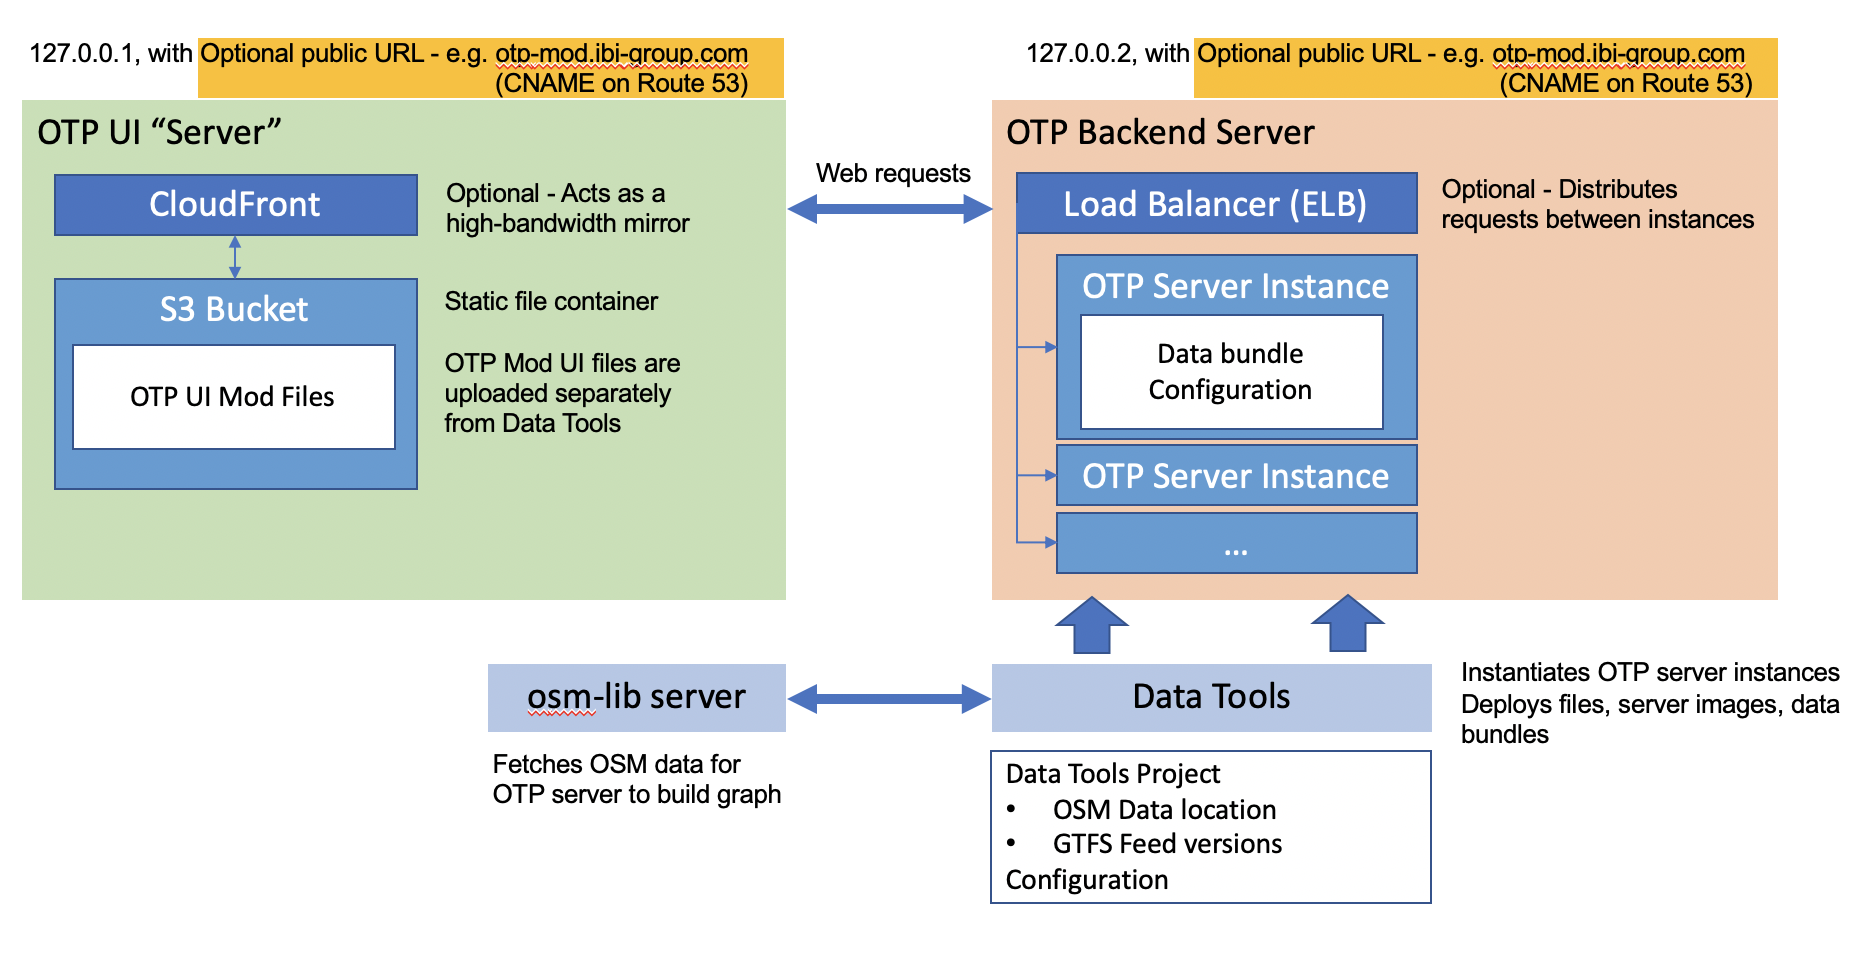 127.0.0.1, with Optional public URL - e.g. otp-mod.ibi-group.com
(CNAME on Route 53)
OTP UI “Server”
CloudFront
Optional - Acts as a
high-bandwidth mirror
S3 Bucket
Static file container
OTP UI Mod Files
OTP Mod UI files are
uploaded separately
from Data Tools
Web requests
127.0.0.2, with Optional public URL - e.g. otp-mod.ibi-group.com
(CNAME on Route 53)
OTP Backend Server
Load Balancer (ELB)
Optional - Distributes
requests between instances
OTP Server Instance
Data bundle
Configuration
OTP Server Instance
...
osm-lib server
Fetches OSM data for
OTP server to build graph
Data Tools
Instantiates OTP server instances
Deploys files, server images, data
bundles
Data Tools Project
• OSM Data location
• GTFS Feed versions
Configuration